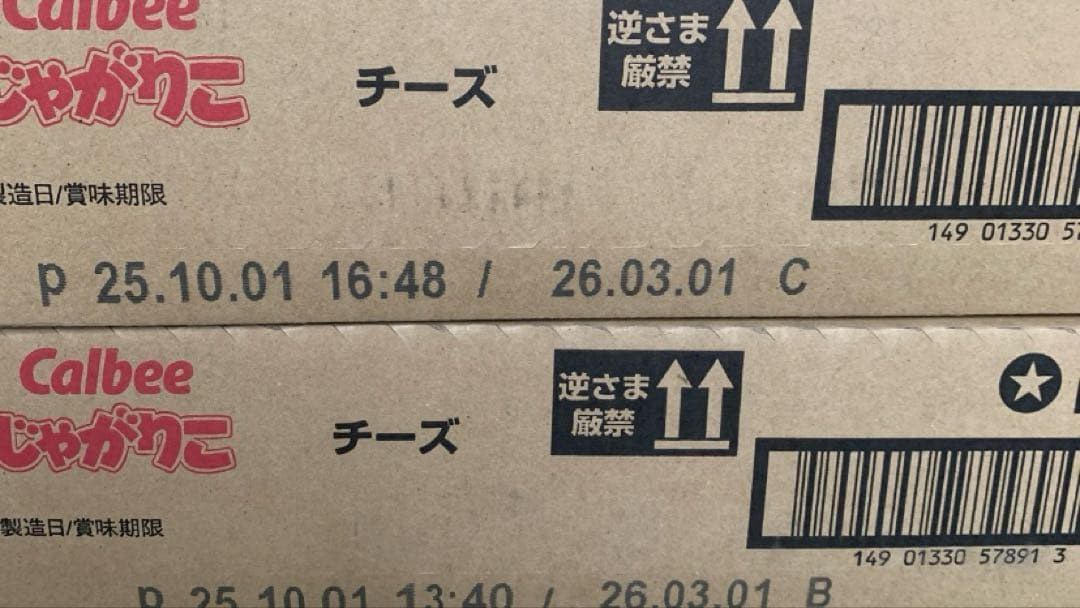 Calbee
じゃがりこ
チーズ
逆さま
厳禁
製造日/賞味期限
149 01330 57
p 25.10.01 16:48 / 26.03.01 C
Calbee
じゃがりこ
チーズ
逆さま
厳禁
製造日/賞味期限
149 01330 57891 3
p 25.10.01 13:40 / 26.03.01 B